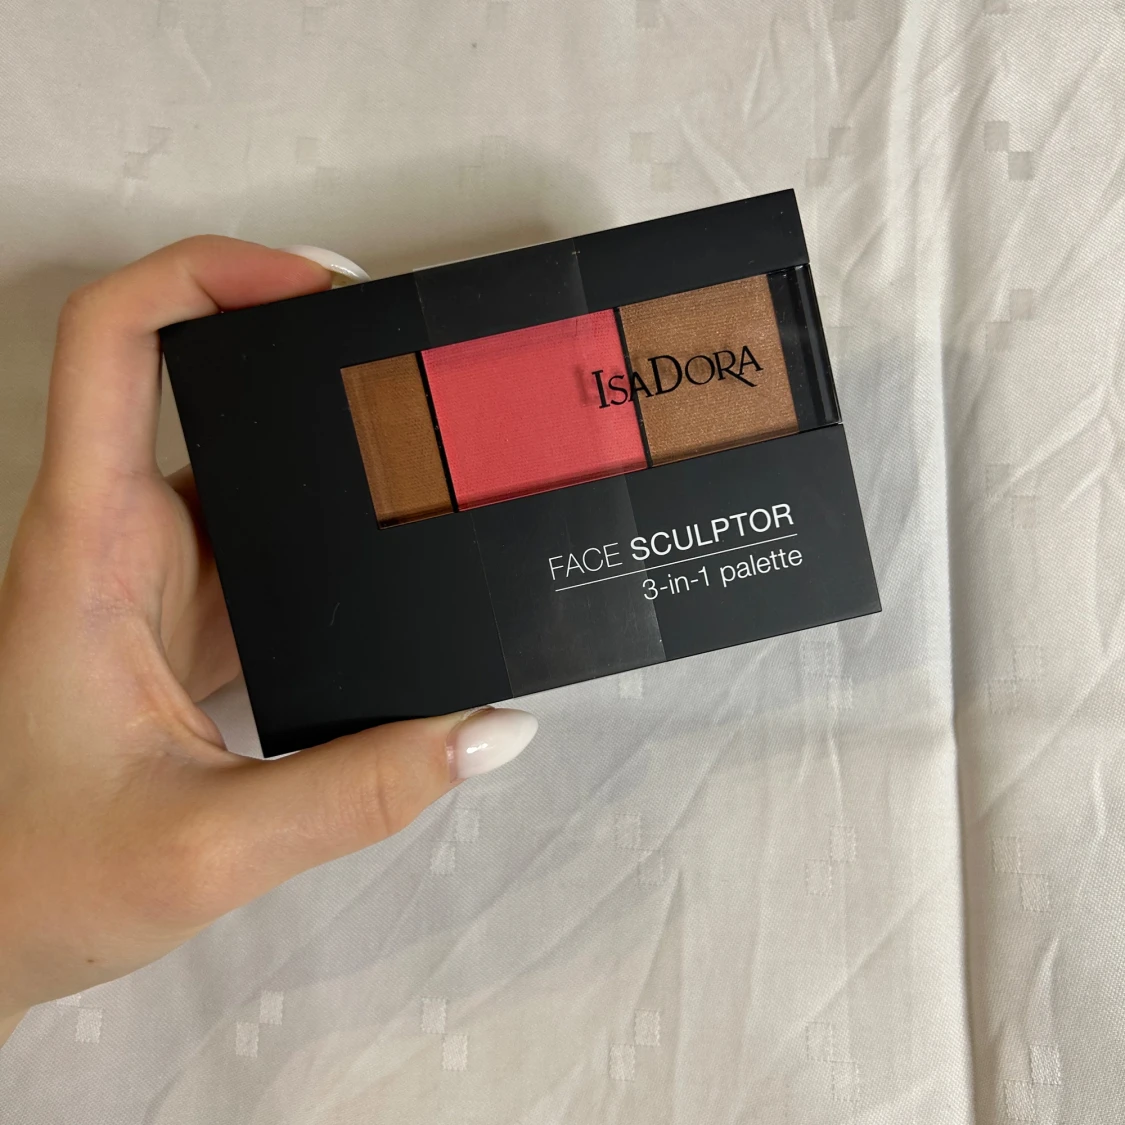 ISADORA
FACE SCULPTOR
3-in-1 palette